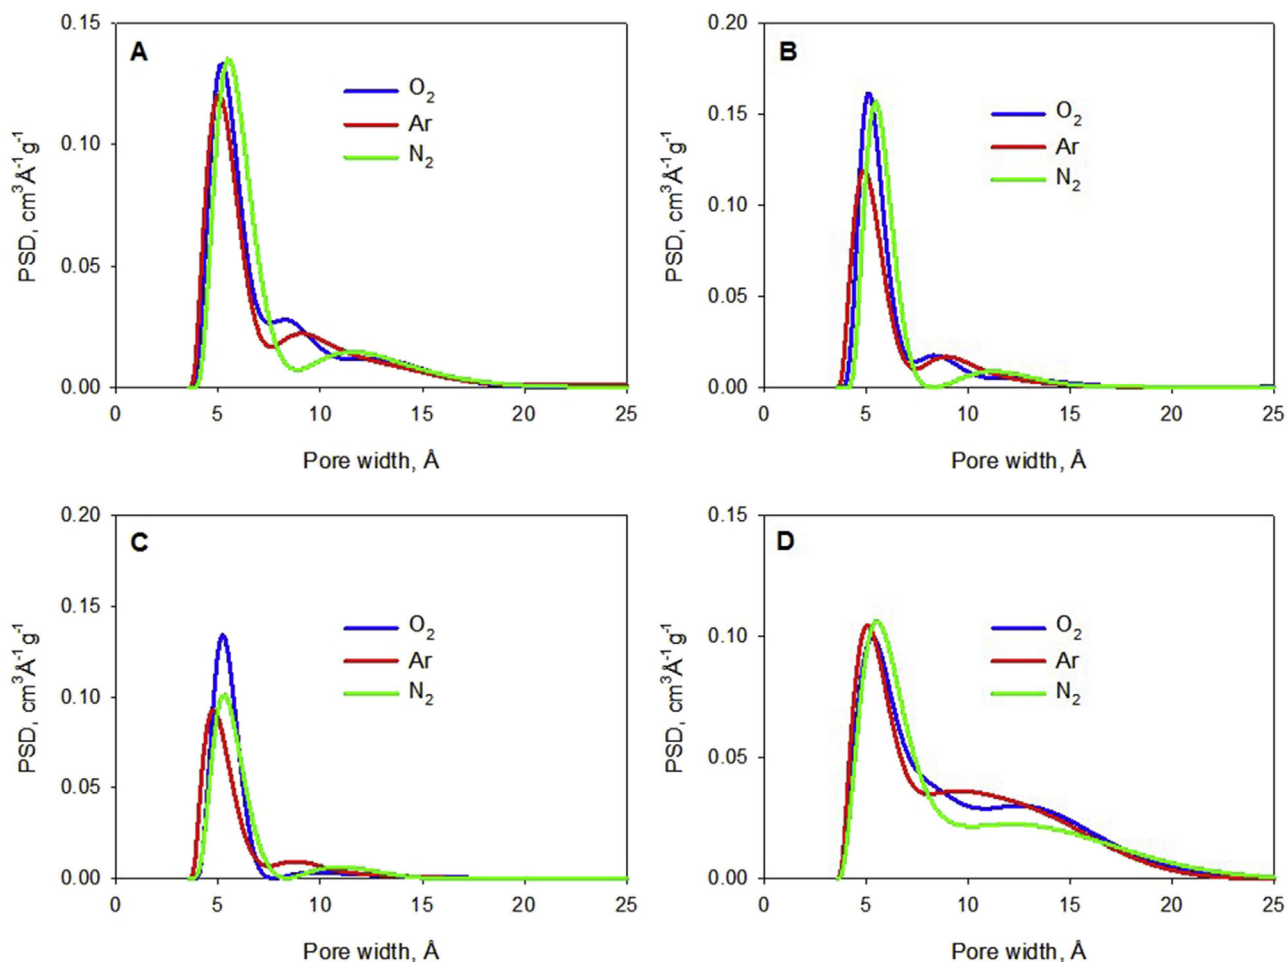 A
PSD, cm³Å⁻¹g⁻¹
0.15
0.10
0.05
0.00
O₂
Ar
N₂
0 5 10 15 20 25
Pore width, Å
B
PSD, cm³Å⁻¹g⁻¹
0.20
0.15
0.10
0.05
0.00
O₂
Ar
N₂
0 5 10 15 20 25
Pore width, Å
C
PSD, cm³Å⁻¹g⁻¹
0.20
0.15
0.10
0.05
0.00
O₂
Ar
N₂
0 5 10 15 20 25
Pore width, Å
D
PSD, cm³Å⁻¹g⁻¹
0.15
0.10
0.05
0.00
O₂
Ar
N₂
0 5 10 15 20 25
Pore width, Å